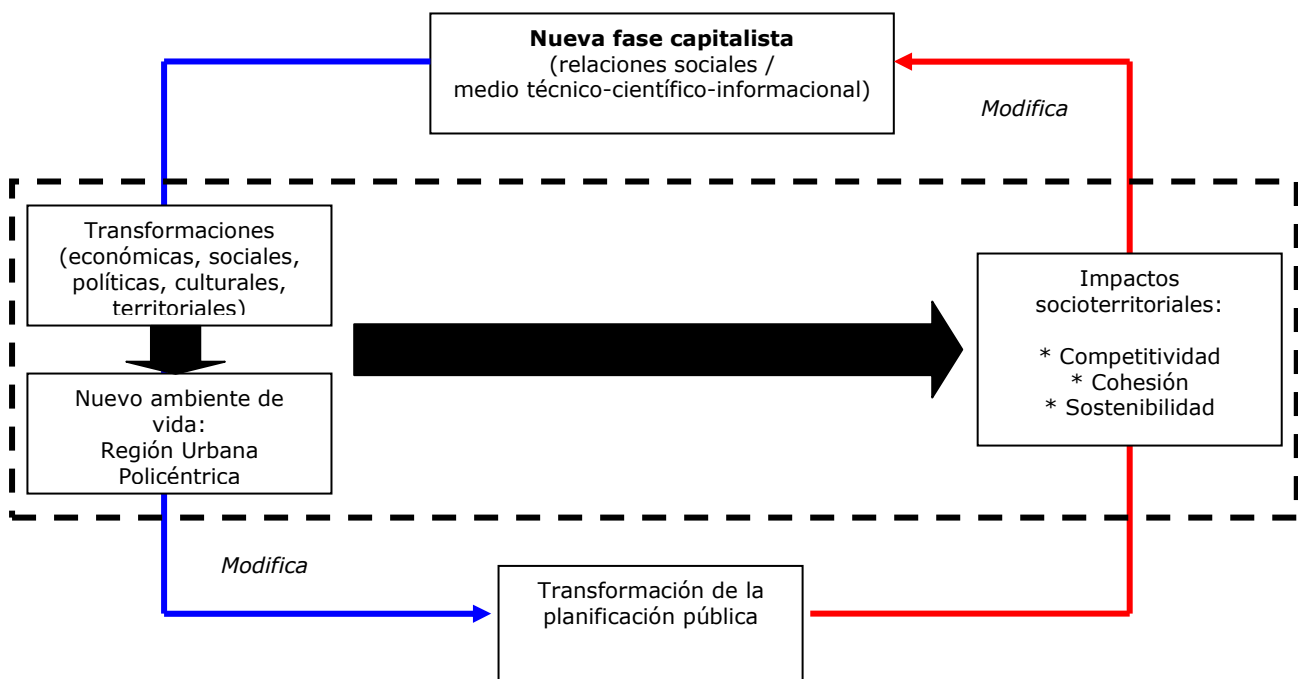 Nueva fase capitalista
(relaciones sociales /
medio técnico-científico-informacional)
Modifica
Transformaciones
(económicas, sociales,
políticas, culturales,
territoriales)
Impactos
socioterritoriales:
* Competitividad
* Cohesión
* Sostenibilidad
Nuevo ambiente de
vida:
Región Urbana
Policéntrica
Modifica
Transformación de la
planificación pública